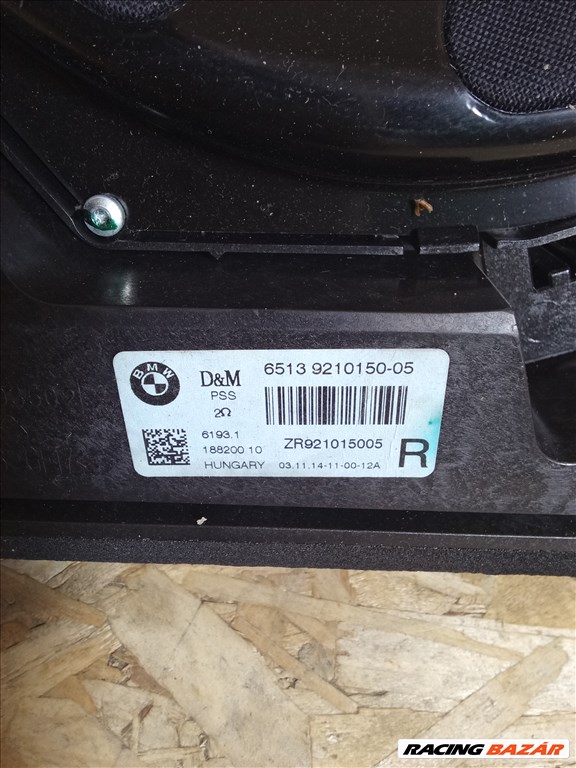 BMW
D&M
PSS
2Ω
6513 9210150-05
6193.1
188200 10
ZR921015005
HUNGARY 03.11.14-11-00-12A
R
RACING BAZÁR